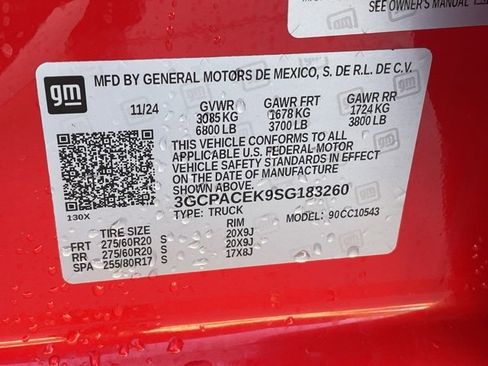 SEE OWNER'S MANUAL
gm
MFD BY GENERAL MOTORS DE MEXICO, S. DE R.L. DE C.V.
11/24 GVWR GAWR FRT GAWR RR
3085 KG 1678 KG 1724 KG
6800 LB 3700 LB 3800 LB
THIS VEHICLE CONFORMS TO ALL
APPLICABLE U.S. FEDERAL MOTOR
VEHICLE SAFETY STANDARDS IN EFFECT
ON THE DATE OF MANUFACTURE
SHOWN ABOVE.
3GCPACEK9SG183260
130X TYPE: TRUCK MODEL: 90CC10543
TIRE SIZE RIM
FRT 275/60R20 S 20X9J
RR 275/60R20 S 20X9J
SPA 255/80R17 S 17X8J